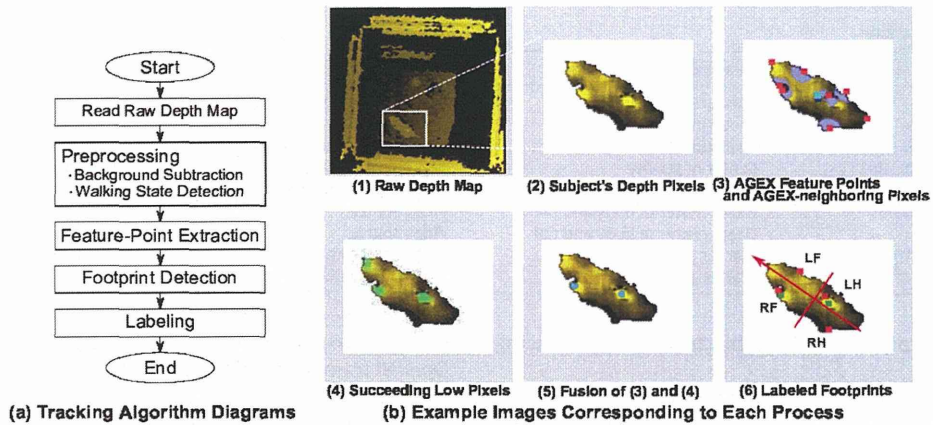 Start
Read Raw Depth Map
Preprocessing
·Background Subtraction
·Walking State Detection
Feature-Point Extraction
Footprint Detection
Labeling
End
(a) Tracking Algorithm Diagrams
(1) Raw Depth Map
(2) Subject's Depth Pixels
(3) AGEX Feature Points
and AGEX-neighboring Pixels
(4) Succeeding Low Pixels
(5) Fusion of (3) and (4)
LF
LH
RF
RH
(6) Labeled Footprints
(b) Example Images Corresponding to Each Process